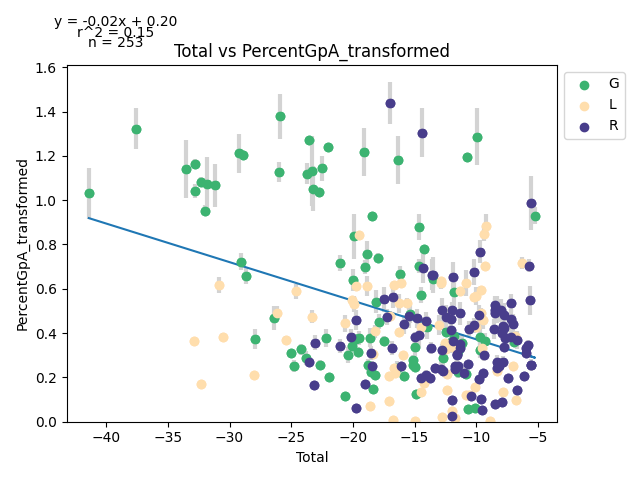 y = -0.02x + 0.20
r^2 = 0.15
n = 253
Total vs PercentGpA_transformed
G
L
R
PercentGpA_transformed
1.6
1.4
1.2
1.0
0.8
0.6
0.4
0.2
0.0
−40
−35
−30
−25
−20
−15
−10
−5
Total